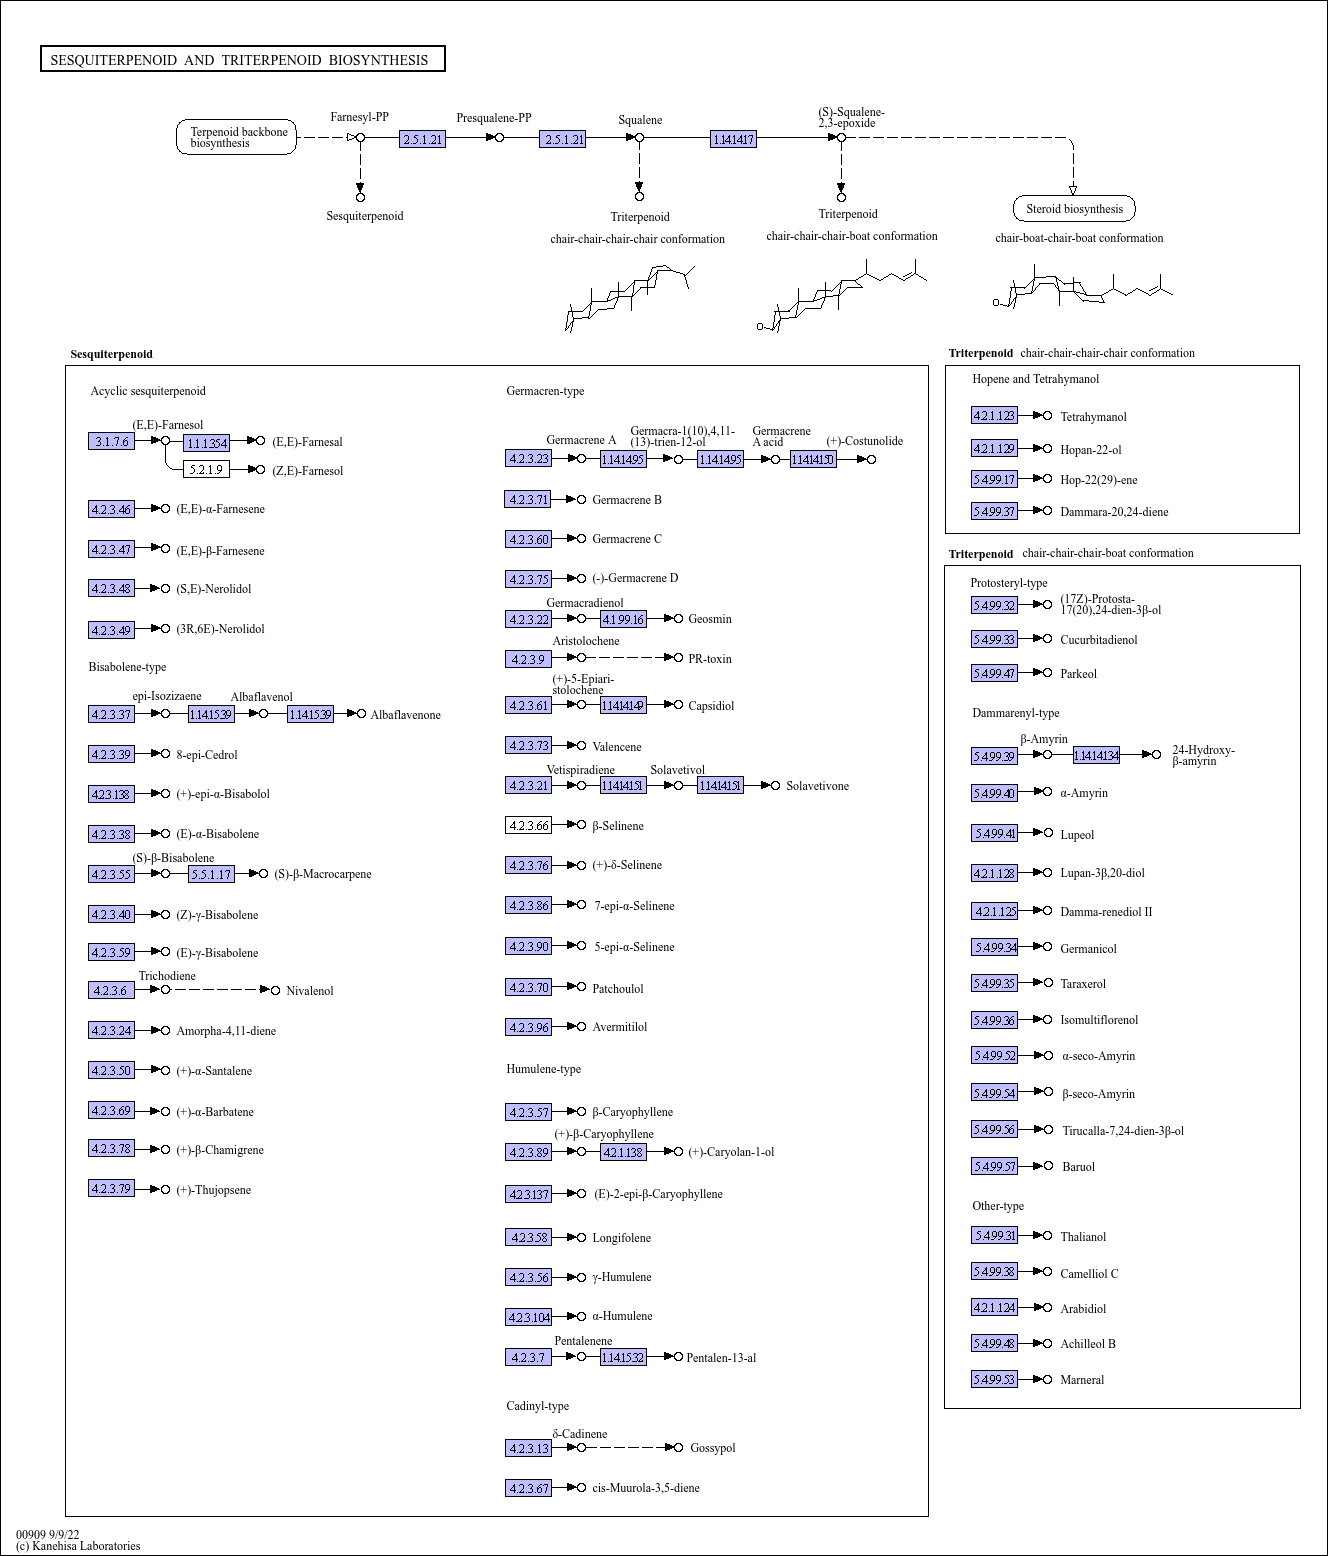 SESQUITERPENOID AND TRITERPENOID BIOSYNTHESIS
Terpenoid backbone
biosynthesis
Farnesyl-PP
2.5.1.21
Presqualene-PP
2.5.1.21
Squalene
1.14.14.17
(S)-Squalene-
2,3-epoxide
Sesquiterpenoid
Triterpenoid
chair-chair-chair-chair conformation
Triterpenoid
chair-chair-chair-boat conformation
Steroid biosynthesis
chair-boat-chair-boat conformation
O
O
Sesquiterpenoid
Acyclic sesquiterpenoid
(E,E)-Farnesol
3.1.7.6
1.1.1.354
(E,E)-Farnesal
5.2.1.9
(Z,E)-Farnesol
4.2.3.46
(E,E)-α-Farnesene
4.2.3.47
(E,E)-β-Farnesene
4.2.3.48
(S,E)-Nerolidol
4.2.3.49
(3R,6E)-Nerolidol
Bisabolene-type
epi-Isozizaene
Albaflavenol
4.2.3.37
1.14.15.39
1.14.15.39
Albaflavenone
4.2.3.39
8-epi-Cedrol
4.2.3.138
(+)-epi-α-Bisabolol
4.2.3.38
(E)-α-Bisabolene
(S)-β-Bisabolene
4.2.3.55
5.5.1.17
(S)-β-Macrocarpene
4.2.3.40
(Z)-γ-Bisabolene
4.2.3.59
(E)-γ-Bisabolene
Trichodiene
4.2.3.6
Nivalenol
4.2.3.24
Amorpha-4,11-diene
4.2.3.50
(+)-α-Santalene
4.2.3.69
(+)-α-Barbatene
4.2.3.78
(+)-β-Chamigrene
4.2.3.79
(+)-Thujopsene
Germacren-type
Germacrene A
Germacra-1(10),4,11-
(13)-trien-12-ol
Germacrene
A acid
(+)-Costunolide
4.2.3.23
1.14.14.95
1.14.14.95
1.14.14.150
4.2.3.71
Germacrene B
4.2.3.60
Germacrene C
4.2.3.75
(-)-Germacrene D
Germacradienol
4.2.3.22
4.1.99.16
Geosmin
Aristolochene
4.2.3.9
PR-toxin
(+)-5-Epiari-
stolochene
4.2.3.61
1.14.14.149
Capsidiol
4.2.3.73
Valencene
Vetispiradiene
Solavetivol
4.2.3.21
1.14.14.151
1.14.14.151
Solavetivone
4.2.3.66
β-Selinene
4.2.3.76
(+)-δ-Selinene
4.2.3.86
7-epi-α-Selinene
4.2.3.90
5-epi-α-Selinene
4.2.3.70
Patchoulol
4.2.3.96
Avermitilol
Humulene-type
4.2.3.57
β-Caryophyllene
(+)-β-Caryophyllene
4.2.3.89
4.2.1.138
(+)-Caryolan-1-ol
4.2.3.137
(E)-2-epi-β-Caryophyllene
4.2.3.58
Longifolene
4.2.3.56
γ-Humulene
4.2.3.104
α-Humulene
Pentalenene
4.2.3.7
1.14.15.32
Pentalen-13-al
Cadinyl-type
δ-Cadinene
4.2.3.13
Gossypol
4.2.3.67
cis-Muurola-3,5-diene
Triterpenoid chair-chair-chair-chair conformation
Hopene and Tetrahymanol
4.2.1.123
Tetrahymanol
4.2.1.129
Hopan-22-ol
5.4.99.17
Hop-22(29)-ene
5.4.99.37
Dammara-20,24-diene
Triterpenoid chair-chair-chair-boat conformation
Protosteryl-type
5.4.99.32
(17Z)-Protosta-
17(20),24-dien-3β-ol
5.4.99.33
Cucurbitadienol
5.4.99.47
Parkeol
Dammarenyl-type
β-Amyrin
5.4.99.39
1.14.14.134
24-Hydroxy-
β-amyrin
5.4.99.40
α-Amyrin
5.4.99.41
Lupeol
4.2.1.128
Lupan-3β,20-diol
4.2.1.125
Damma-renediol II
5.4.99.34
Germanicol
5.4.99.35
Taraxerol
5.4.99.36
Isomultiflorenol
5.4.99.52
α-seco-Amyrin
5.4.99.54
β-seco-Amyrin
5.4.99.56
Tirucalla-7,24-dien-3β-ol
5.4.99.57
Baruol
Other-type
5.4.99.31
Thalianol
5.4.99.38
Camelliol C
4.2.1.124
Arabidiol
5.4.99.48
Achilleol B
5.4.99.53
Marneral
00909 9/9/22
(c) Kanehisa Laboratories